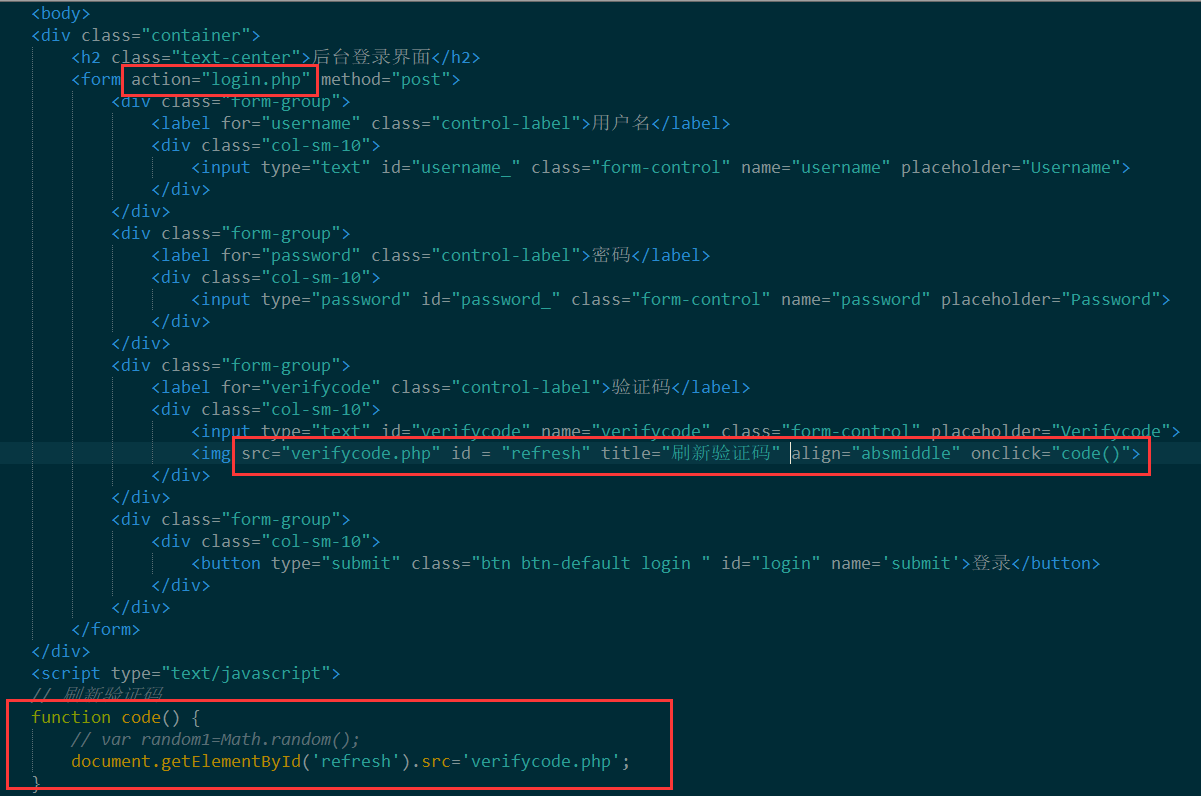 <body>
<div class="container">
<h2 class="text-center">后台登录界面</h2>
<form action="login.php" method="post">
<div class="form-group">
<label for="username" class="control-label">用户名</label>
<div class="col-sm-10">
<input type="text" id="username_" class="form-control" name="username" placeholder="Username">
</div>
</div>
<div class="form-group">
<label for="password" class="control-label">密码</label>
<div class="col-sm-10">
<input type="password" id="password_" class="form-control" name="password" placeholder="Password">
</div>
</div>
<div class="form-group">
<label for="verifycode" class="control-label">验证码</label>
<div class="col-sm-10">
<input type="text" id="verifycode" name="verifycode" class="form-control" placeholder="Verifycode">
<img src="verifycode.php" id = "refresh" title="刷新验证码" align="absmiddle" onclick="code()">
</div>
</div>
<div class="form-group">
<div class="col-sm-10">
<button type="submit" class="btn btn-default login " id="login" name='submit'>登录</button>
</div>
</div>
</form>
</div>
<script type="text/javascript">
// 刷新验证码
function code() {
// var random1=Math.random();
document.getElementById('refresh').src='verifycode.php';
}